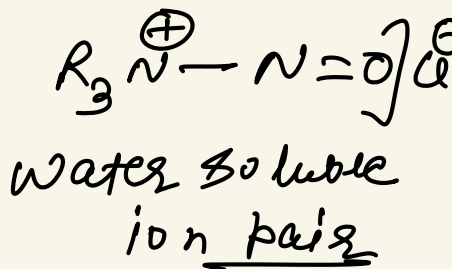 R₃N⊕—N=O]Cl⊖
water soluble
ion pair